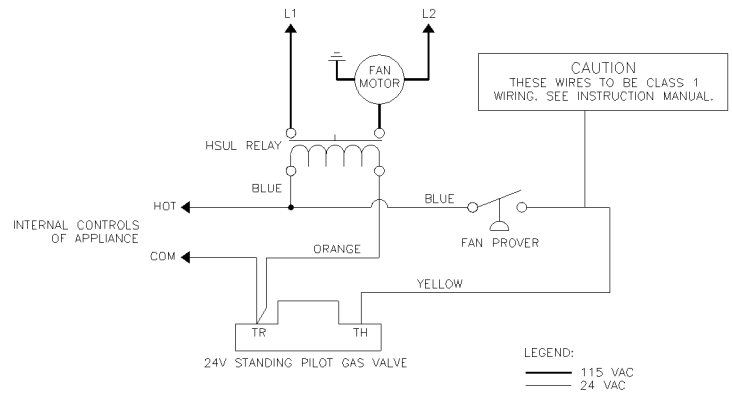 L1
L2
FAN
MOTOR
CAUTION
THESE WIRES TO BE CLASS 1
WIRING. SEE INSTRUCTION MANUAL.
HSUL RELAY
BLUE
HOT
BLUE
INTERNAL CONTROLS
OF APPLIANCE
FAN PROVER
COM
ORANGE
YELLOW
TR
TH
24V STANDING PILOT GAS VALVE
LEGEND:
115 VAC
24 VAC